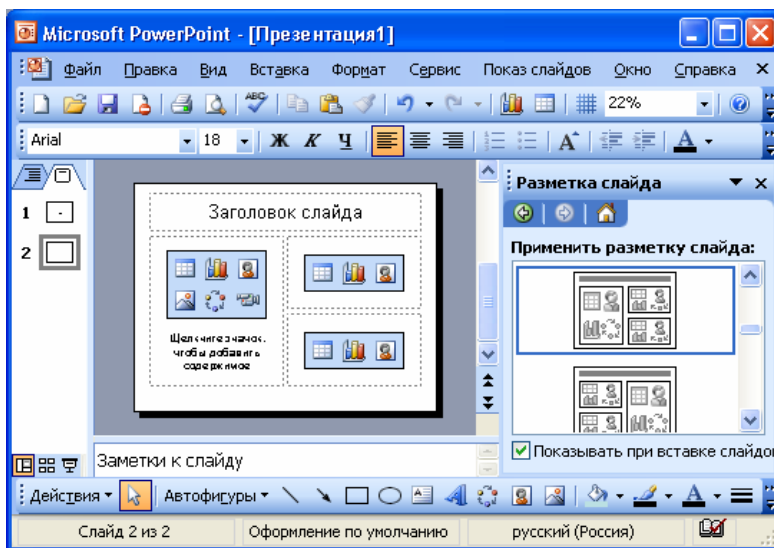 Microsoft PowerPoint - [Презентация1]
Файл Правка Вид Вставка Формат Сервис Показ слайдов Окно Справка
22%
Arial 18 Ж К Ч
Разметка слайда
Применить разметку слайда:
1
2
Заголовок слайда
Щелкните значок,
чтобы добавить
содержимое
Показывать при вставке слайдов
Заметки к слайду
Действия Автофигуры
Слайд 2 из 2 Оформление по умолчанию русский (Россия)